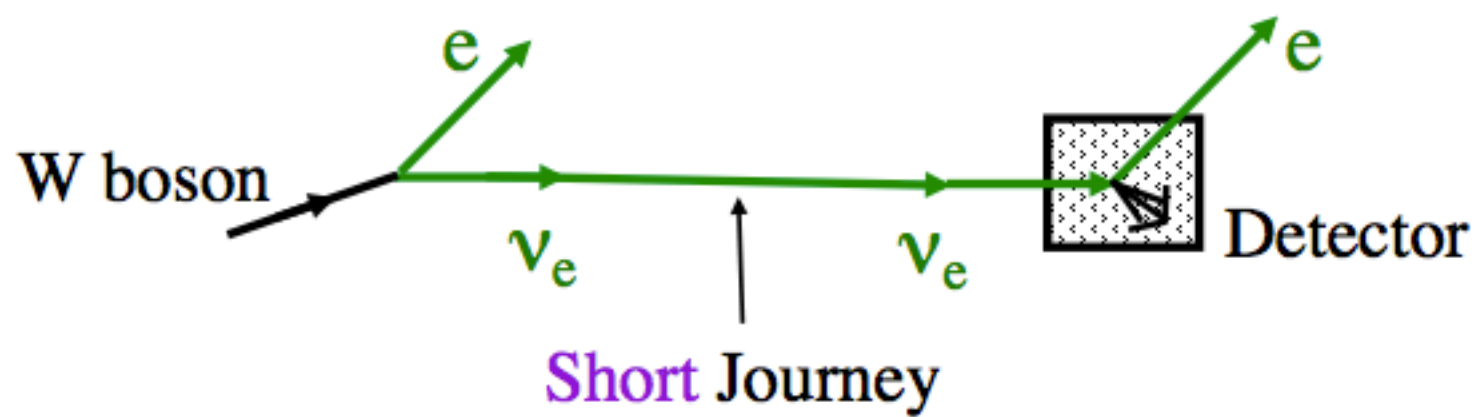 e
e
W boson
νe
νe
Detector
Short Journey